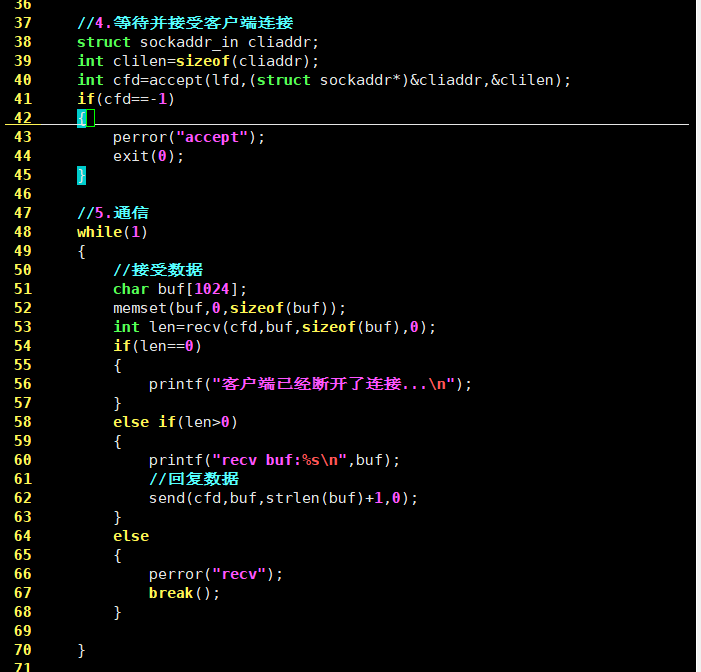 36
37     //4.等待并接受客户端连接
38     struct sockaddr_in cliaddr;
39     int clilen=sizeof(cliaddr);
40     int cfd=accept(lfd,(struct sockaddr*)&cliaddr,&clilen);
41     if(cfd==-1)
42     {
43         perror("accept");
44         exit(0);
45     }
46
47     //5.通信
48     while(1)
49     {
50         //接受数据
51         char buf[1024];
52         memset(buf,0,sizeof(buf));
53         int len=recv(cfd,buf,sizeof(buf),0);
54         if(len==0)
55         {
56             printf("客户端已经断开了连接...\n");
57         }
58         else if(len>0)
59         {
60             printf("recv buf:%s\n",buf);
61             //回复数据
62             send(cfd,buf,strlen(buf)+1,0);
63         }
64         else
65         {
66             perror("recv");
67             break();
68         }
69
70     }
71